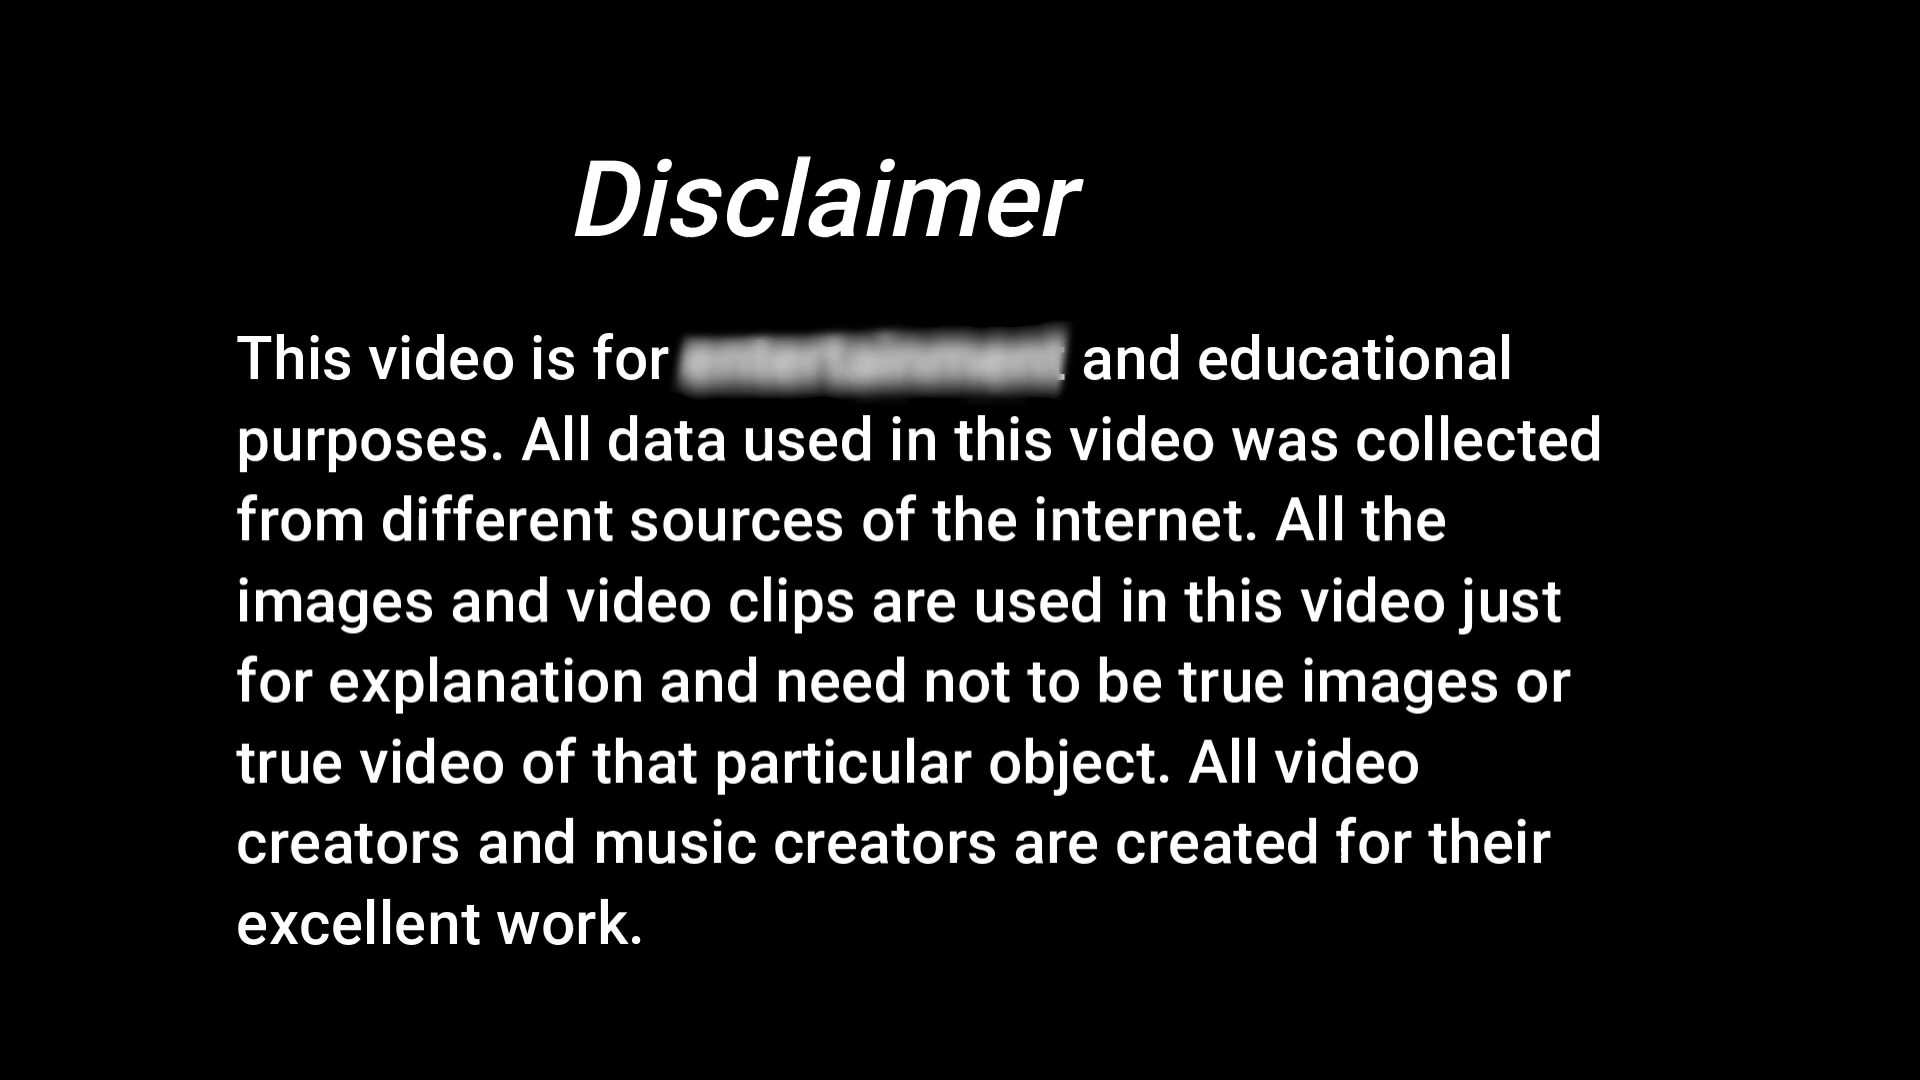 Disclaimer
This video is for entertainment and educational
purposes. All data used in this video was collected
from different sources of the internet. All the
images and video clips are used in this video just
for explanation and need not to be true images or
true video of that particular object. All video
creators and music creators are created for their
excellent work.